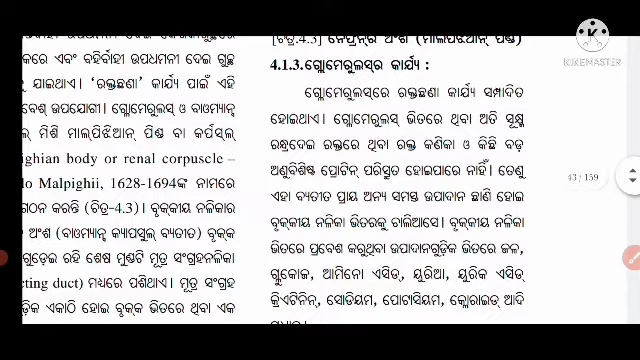 କରେ ଏବଂ ବହିର୍ବାହୀ ଉପଧମନୀ ଦେଇ ଗୁଚ୍ଛ
ଯାଇଥାଏ। 'ରକ୍ତଛଣା' କାର୍ଯ୍ୟ ପାଇଁ ଏହି
ବେଶ୍ ଉପଯୋଗୀ। ଗ୍ଲୋମେରୁଲସ୍ ଓ ବାଓମ୍ୟାନ୍ସ
ଲ୍ ମିଶି ମାଲ୍‌ପିଝିଆନ୍ ପିଣ୍ଡ ବା କର୍ପସଲ୍
ighian body or renal corpuscle –
lo Malpighii, 1628-1694ଙ୍କ ନାମରେ
ଗଠନ କରନ୍ତି (ଚିତ୍ର-4.3)। ବୃକ୍‌କୀୟ ନଳିକାର
ଅଂଶ (ବାଓମ୍ୟାନ୍ସ କ୍ୟାପସୁଲ୍ ବ୍ୟତୀତ) ବୃକ୍‌କ
ଗୁଡ଼େଇ ରହି ଶେଷ ମୁଣ୍ଡଟି ମୂତ୍ର ସଂଗ୍ରହନଳିକା
cting duct) ମଧ୍ୟରେ ପଶିଥାଏ। ମୂତ୍ର ସଂଗ୍ରହ
ଡ଼ିକ ଏକାଠି ହୋଇ ବୃକ୍‌କ ଭିତରେ ଥିବା ଏକ
[ଚିତ୍ର-4.3] ନେଫ୍ରନ୍‌ର ଅଂଶ (ମାଲ୍‌ପିଝିଆନ୍ ପିଣ୍ଡ)
4.1.3. ଗ୍ଲୋମେରୁଲସ୍‌ର କାର୍ଯ୍ୟ :
ଗ୍ଲୋମେରୁଲସ୍‌ରେ ରକ୍ତଛଣା କାର୍ଯ୍ୟ ସମ୍ପାଦିତ
ହୋଇଥାଏ। ଗ୍ଲୋମେରୁଲସ୍ ଭିତରେ ଥିବା ଅତି ସୂକ୍ଷ୍ମ
ରନ୍ଧ୍ରଦେଇ ରକ୍ତରେ ଥିବା ରକ୍ତ କଣିକା ଓ କିଛି ବଡ଼
ଅଣୁବିଶିଷ୍ଟ ପ୍ରୋଟିନ୍ ପରିସ୍ରୁତ ହୋଇପାରେ ନାହିଁ। ତେଣୁ
ଏହା ବ୍ୟତୀତ ପ୍ରାୟ ଅନ୍ୟ ସମସ୍ତ ଉପାଦାନ ଛାଣି ହୋଇ
ବୃକ୍‌କୀୟ ନଳିକା ଭିତରକୁ ଚାଲିଆସେ। ବୃକ୍‌କୀୟ ନଳିକା
ଭିତରେ ପ୍ରବେଶ କରୁଥିବା ଉପାଦାନଗୁଡ଼ିକ ଭିତରେ ଜଳ,
ଗ୍ଲୁକୋଜ, ଆମିନୋ ଏସିଡ୍, ୟୁରିଆ, ୟୁରିକ ଏସିଡ୍
କ୍ରିଏଟିନିନ୍, ସୋଡିୟମ, ପୋଟାସିୟମ, କ୍ଲୋରାଇଡ୍ ଆଦି
43 / 159
KINEMASTER